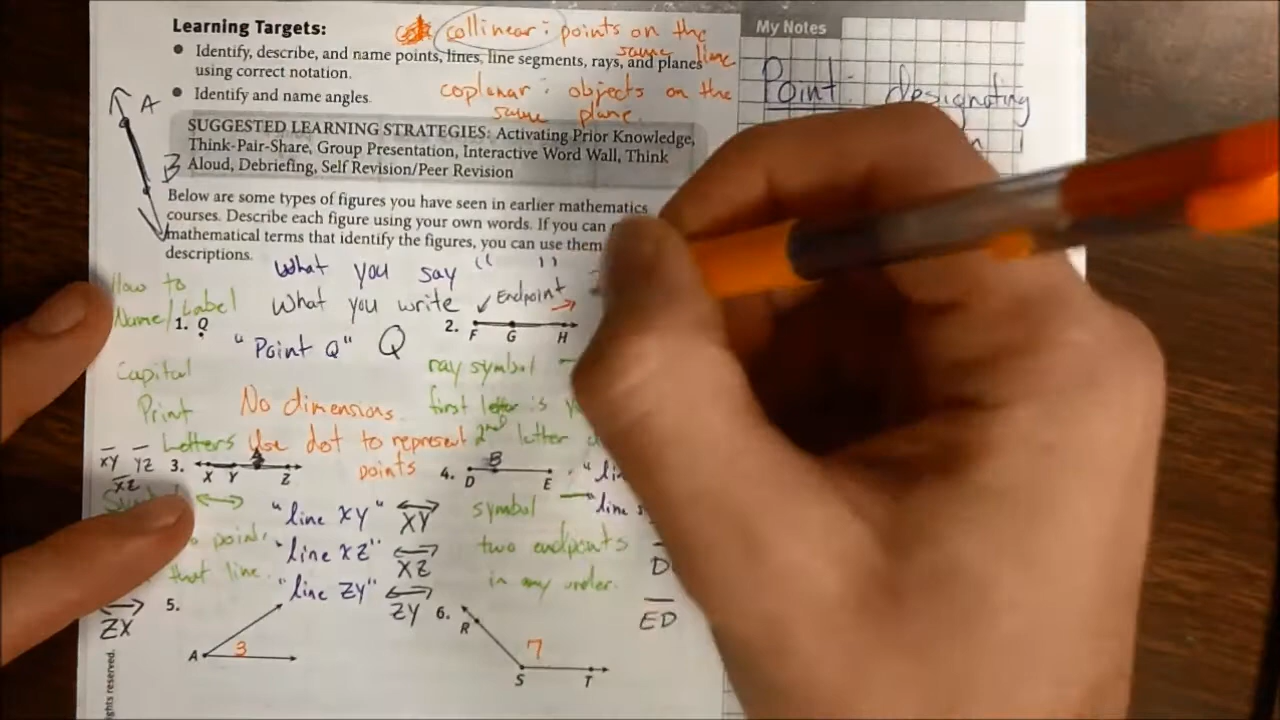 Learning Targets:
collinear : points on the
same line
My Notes
• Identify, describe, and name points, lines, line segments, rays, and planes
using correct notation.
Point: designating
• Identify and name angles.
coplanar : objects on the
same plane.
A
B
SUGGESTED LEARNING STRATEGIES: Activating Prior Knowledge,
Think-Pair-Share, Group Presentation, Interactive Word Wall, Think
Aloud, Debriefing, Self Revision/Peer Revision
Below are some types of figures you have seen in earlier mathematics
courses. Describe each figure using your own words. If you can
mathematical terms that identify the figures, you can use them
descriptions.
How to
Name/Label
What you say " "
What you write
Endpoint
1. Q
"Point Q" Q
2. F G H
Capital
Print
Letters
No dimensions
Use dot to represent
points
ray symbol
first letter is
2nd letter
XY YZ
XZ
3. X Y Z
4. D B E
"line XY" XY
"line XZ" XZ
"line ZY" ZY
that line.
ZX
symbol
two endpoints
in any order.
"line
D
ED
5. A 3
6. R S T 7
rights reserved.